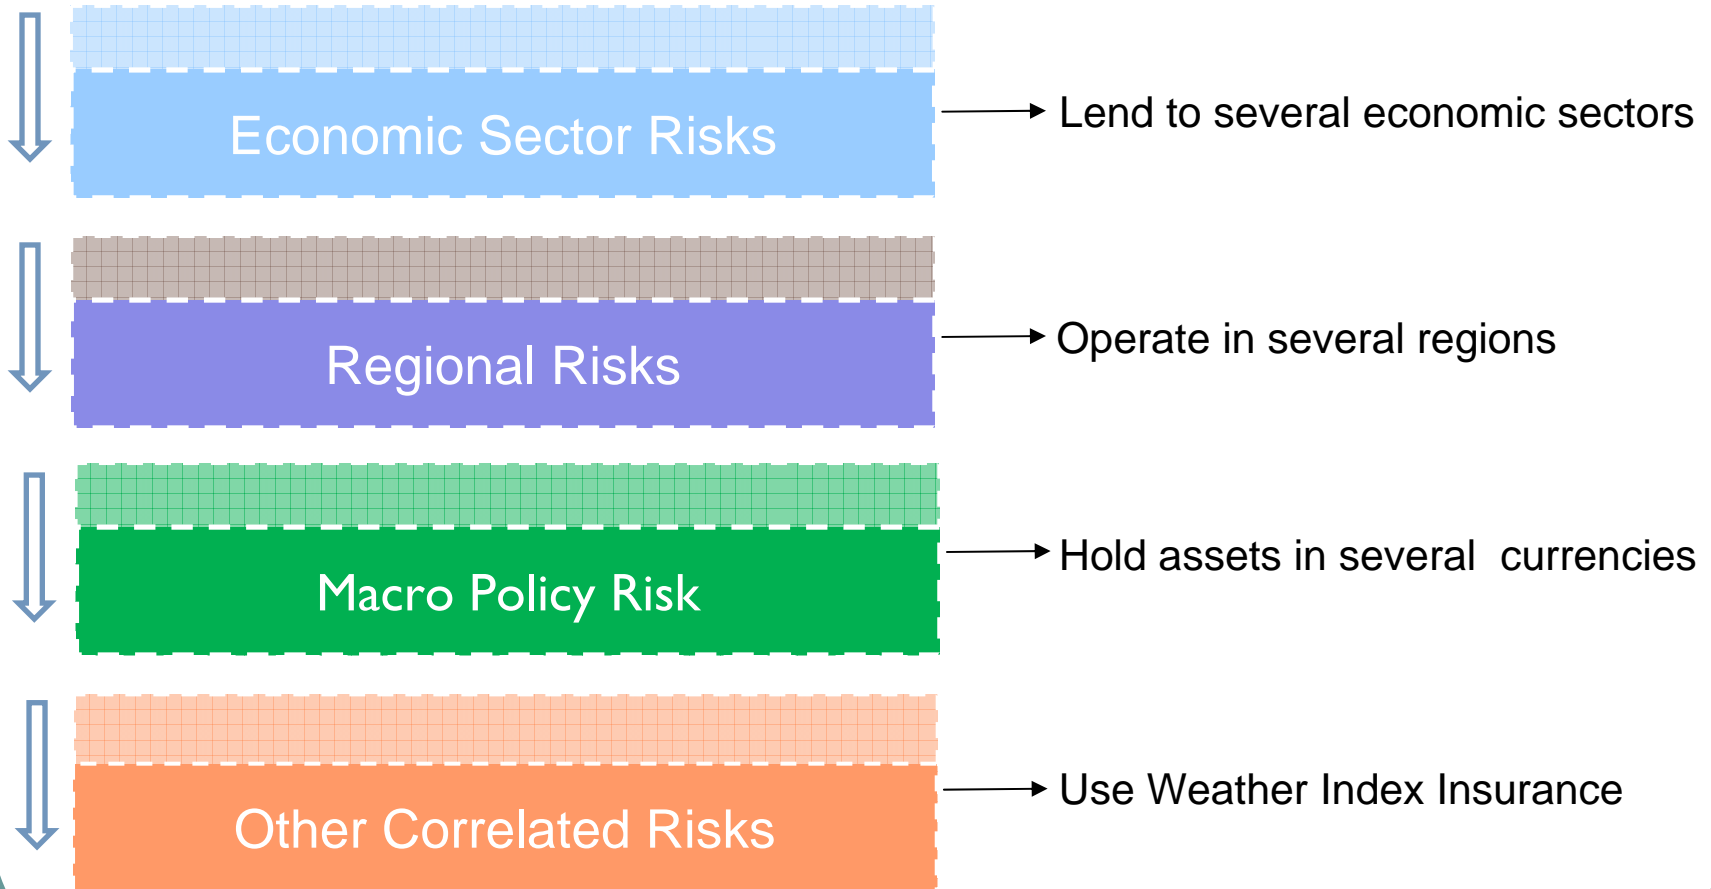 Economic Sector Risks
Lend to several economic sectors
Regional Risks
Operate in several regions
Macro Policy Risk
Hold assets in several  currencies
Other Correlated Risks
Use Weather Index Insurance